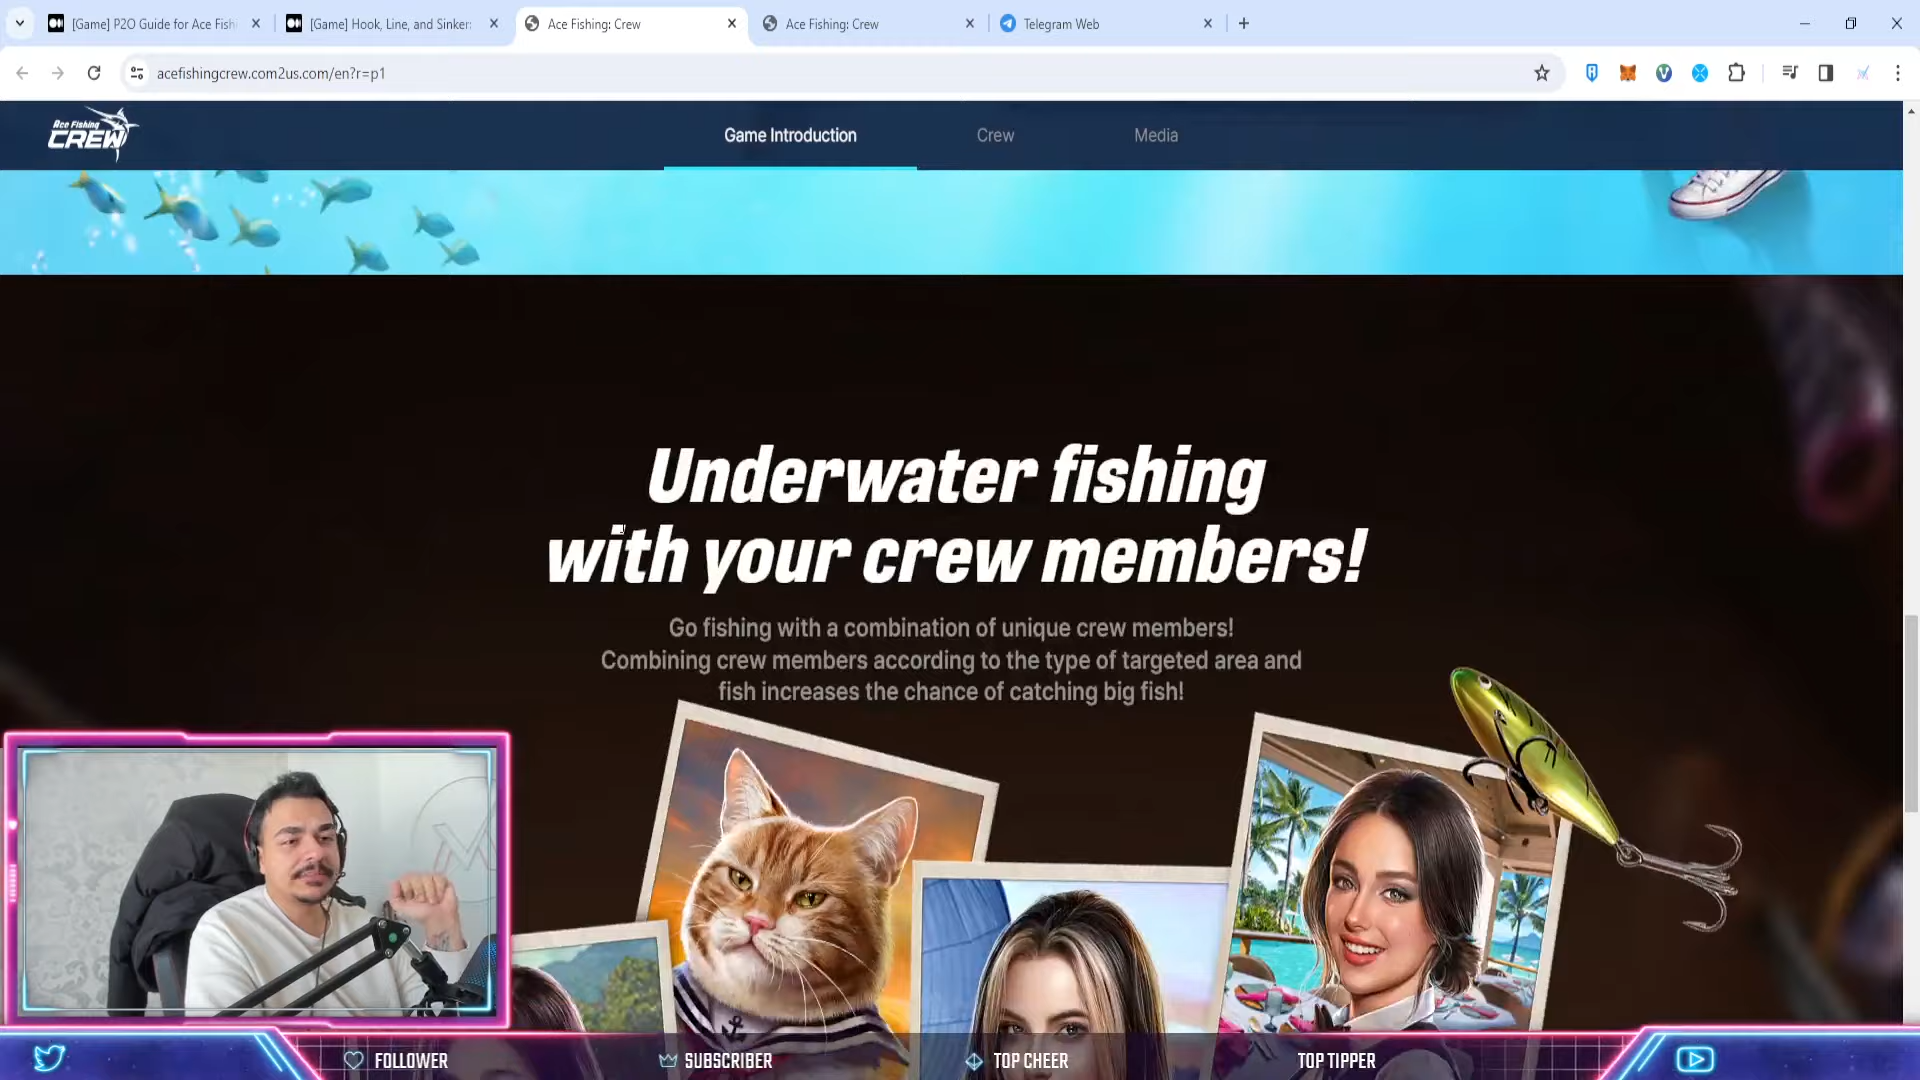 [Game] P2O Guide for Ace Fish
[Game] Hook, Line, and Sinker:
Ace Fishing: Crew
Ace Fishing: Crew
Telegram Web
acefishingcrew.com2us.com/en?r=p1
Ace Fishing
CREW
Game Introduction
Crew
Media
Underwater fishing
with your crew members!
Go fishing with a combination of unique crew members!
Combining crew members according to the type of targeted area and
fish increases the chance of catching big fish!
FOLLOWER
SUBSCRIBER
TOP CHEER
TOP TIPPER